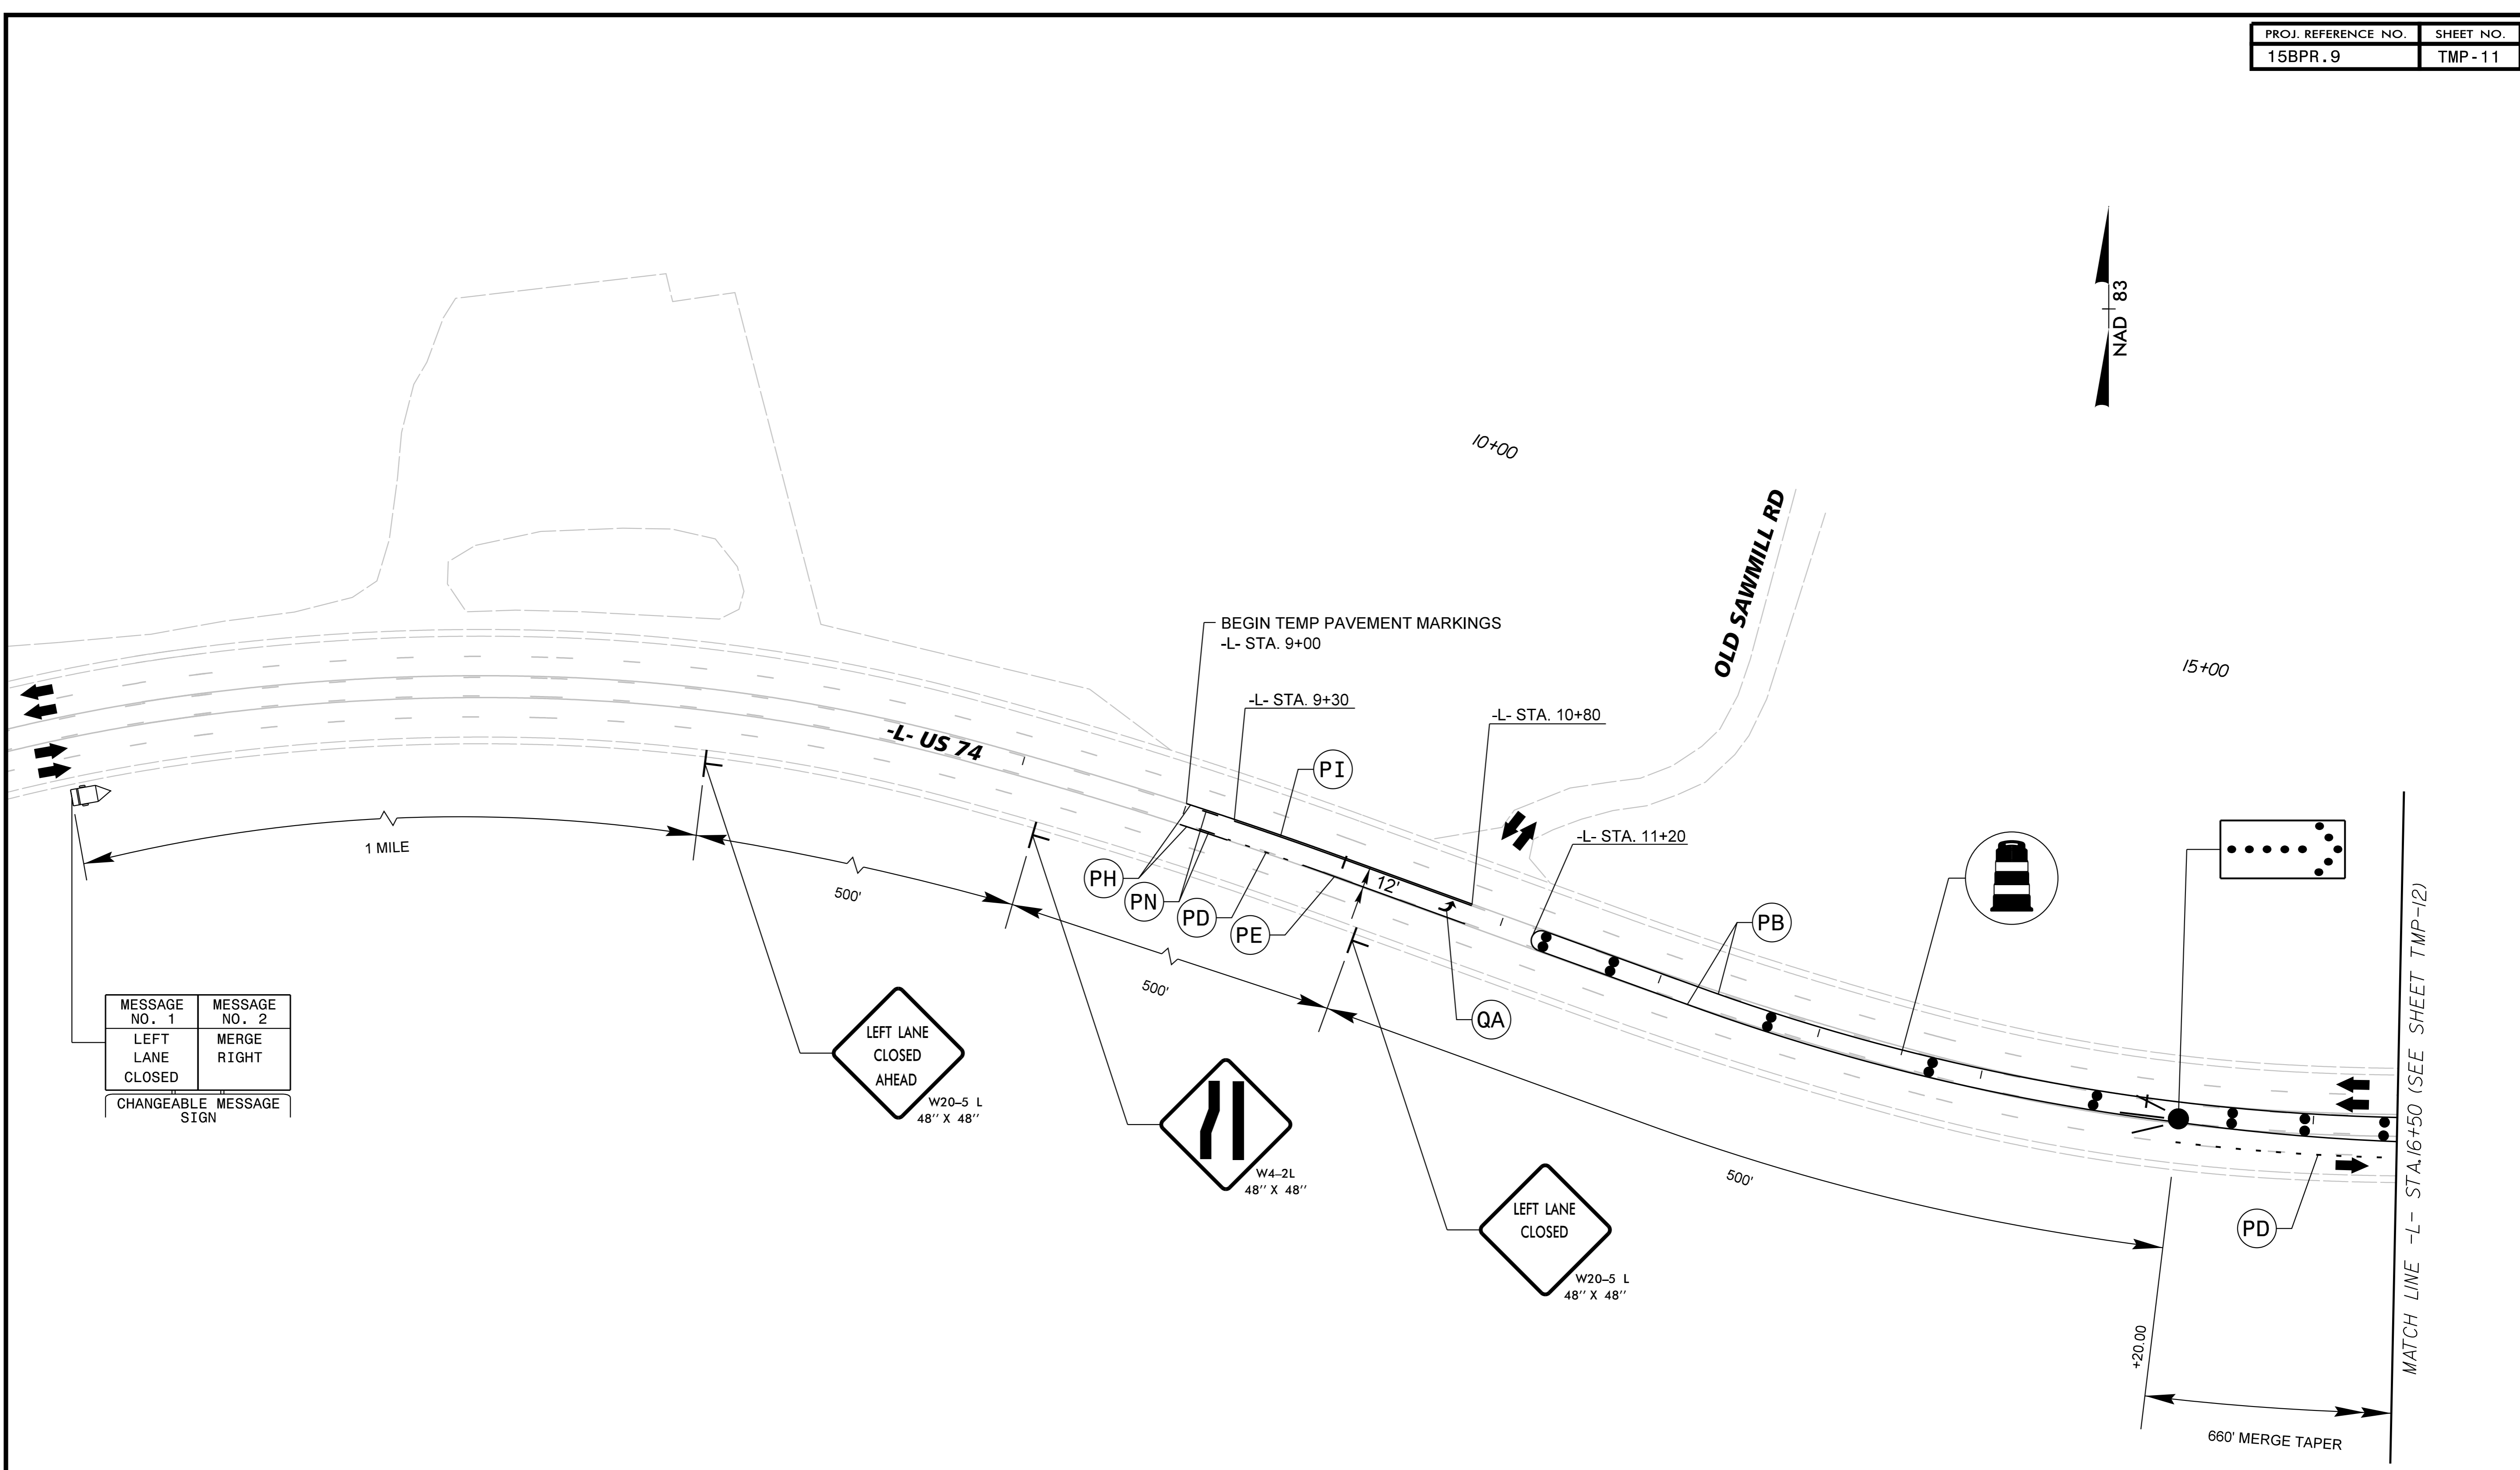 PROJ. REFERENCE NO. SHEET NO.
15BPR.9 TMP-11
NAD 83
10+00
OLD SAWMILL RD
15+00
BEGIN TEMP PAVEMENT MARKINGS
-L- STA. 9+00
-L- STA. 9+30
-L- STA. 10+80
-L- US 74
PI
-L- STA. 11+20
1 MILE
500'
PH
PN
PD
PE
12'
PB
500'
QA
MESSAGE NO. 1 MESSAGE NO. 2
LEFT MERGE
LANE RIGHT
CLOSED
CHANGEABLE MESSAGE
SIGN
LEFT LANE
CLOSED
AHEAD
W20-5 L
48'' X 48''
W4-2L
48'' X 48''
LEFT LANE
CLOSED
W20-5 L
48'' X 48''
500'
PD
+20.00
660' MERGE TAPER
MATCH LINE -L- STA.16+50 (SEE SHEET TMP-12)